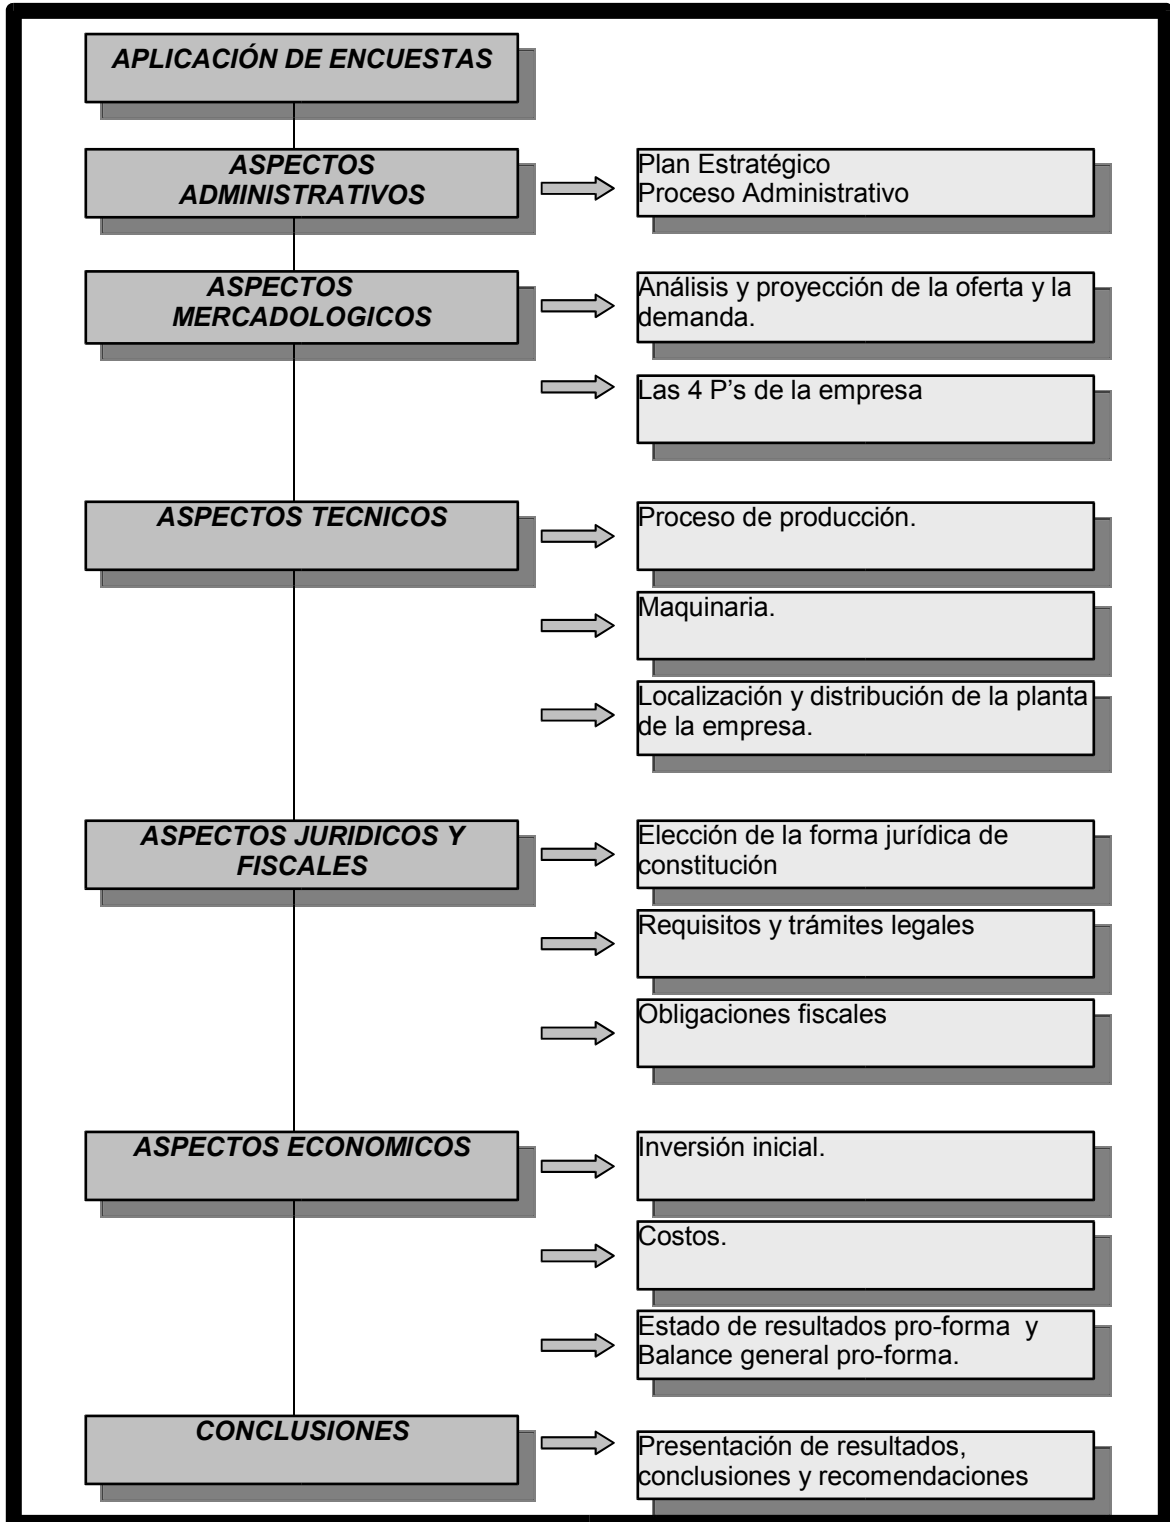 APLICACIÓN DE ENCUESTAS
ASPECTOS
ADMINISTRATIVOS
Plan Estratégico
Proceso Administrativo
ASPECTOS
MERCADOLOGICOS
Análisis y proyección de la oferta y la
demanda.
Las 4 P’s de la empresa
ASPECTOS TECNICOS
Proceso de producción.
Maquinaria.
Localización y distribución de la planta
de la empresa.
ASPECTOS JURIDICOS Y
FISCALES
Elección de la forma jurídica de
constitución
Requisitos y trámites legales
Obligaciones fiscales
ASPECTOS ECONOMICOS
Inversión inicial.
Costos.
Estado de resultados pro-forma  y
Balance general pro-forma.
CONCLUSIONES
Presentación de resultados,
conclusiones y recomendaciones